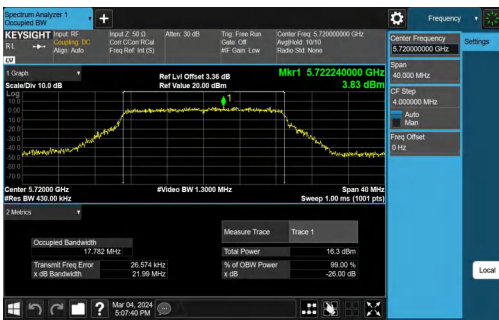 Spectrum Analyzer 1
Occupied BW
+
Frequency
KEYSIGHT
Input: RF
Input Z: 50 Ω
Atten: 30 dB
Trig: Free Run
Center Freq: 5.720000000 GHz
RL
Coupling: DC
Corr CCorr RCal
Gate: Off
Avg|Hold: 10/10
Align: Auto
Freq Ref: Int (S)
#IF Gain: Low
Radio Std: None
LW
Center Frequency
5.720000000 GHz
Settings
Span
40.000 MHz
CF Step
4.000000 MHz
Auto
Man
Freq Offset
0 Hz
Local
1 Graph
Ref Lvl Offset 3.36 dB
Mkr1 5.722240000 GHz
Scale/Div 10.0 dB
Ref Value 20.00 dBm
3.83 dBm
Log
10.0
0.00
-10.0
-20.0
-30.0
-40.0
-50.0
-60.0
-70.0
1
Center 5.72000 GHz
#Video BW 1.3000 MHz
Span 40 MHz
#Res BW 430.00 kHz
Sweep 1.00 ms (1001 pts)
2 Metrics
Measure Trace
Trace 1
Occupied Bandwidth
17.782 MHz
Total Power
16.3 dBm
Transmit Freq Error
26.574 kHz
% of OBW Power
99.00 %
x dB Bandwidth
21.99 MHz
x dB
-26.00 dB
?
Mar 04, 2024
5:07:40 PM